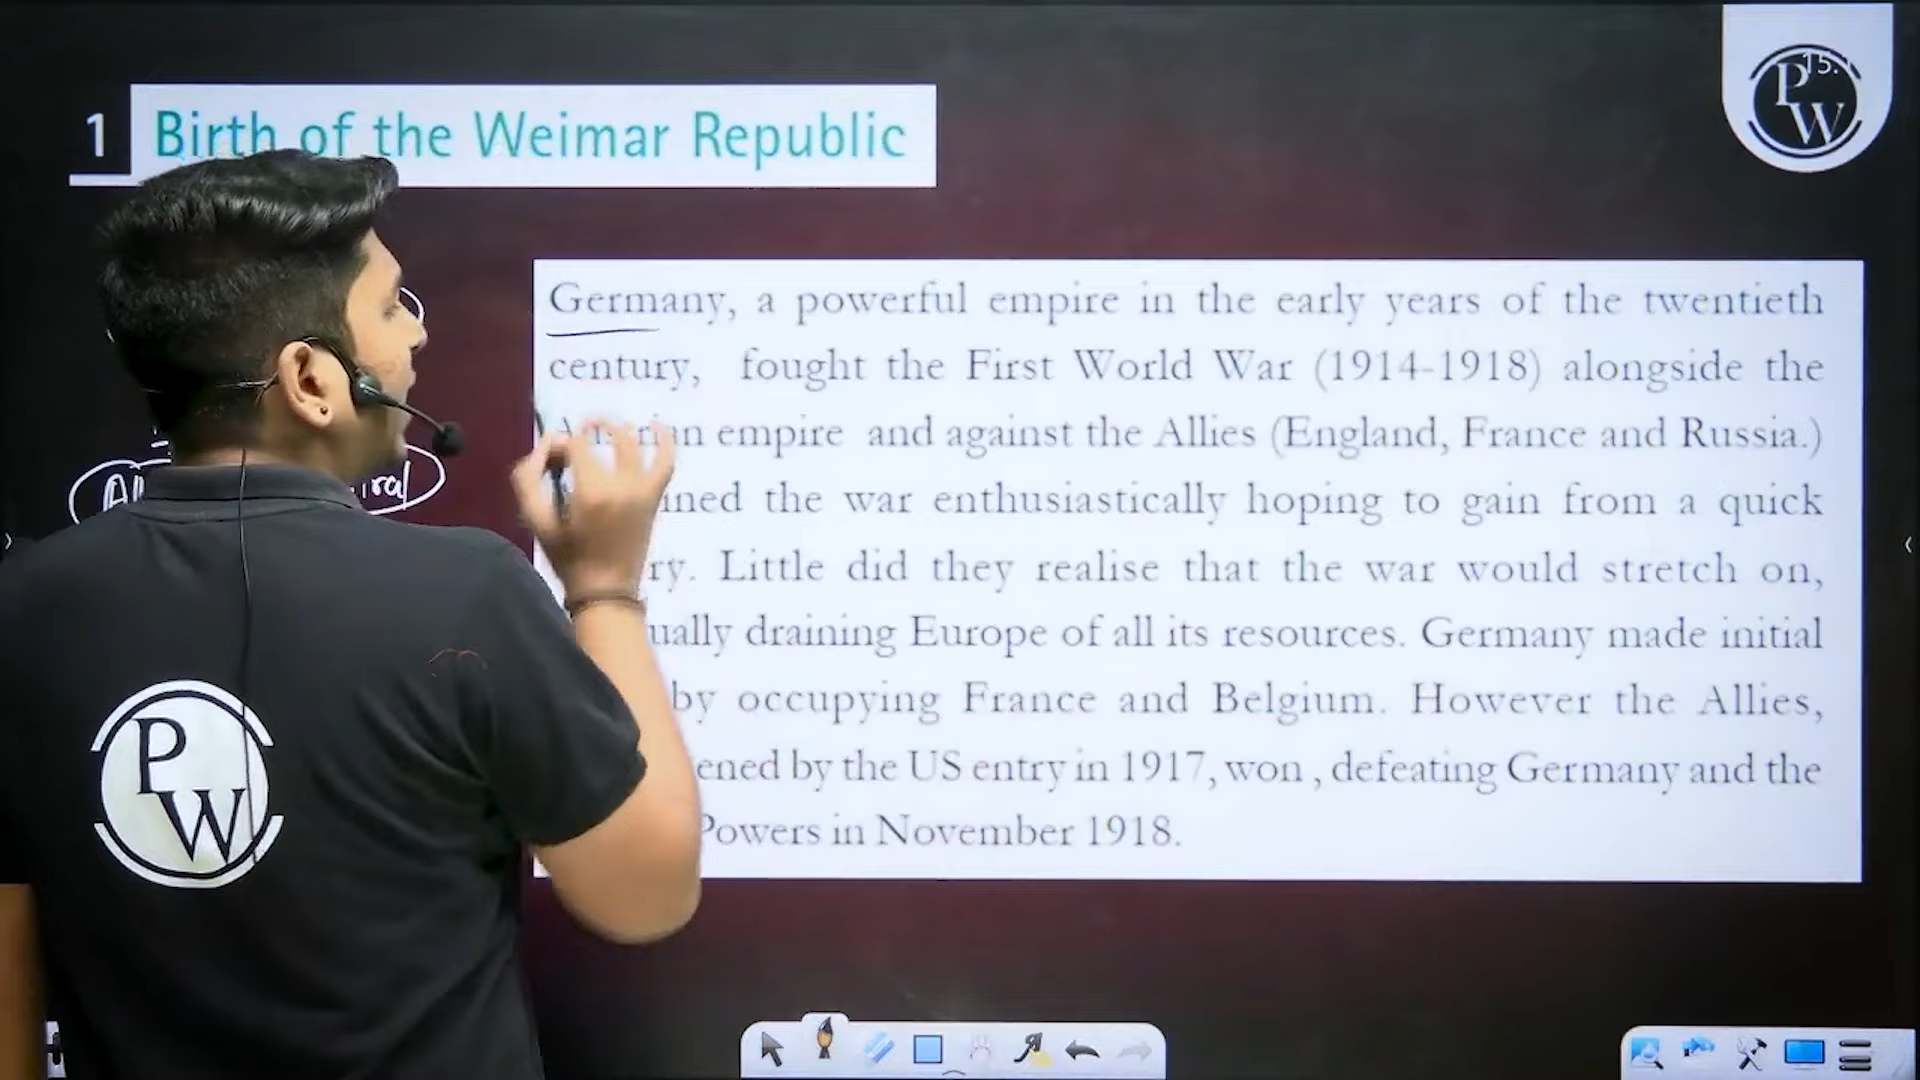 1 Birth of the Weimar Republic
15.
PW
Germany, a powerful empire in the early years of the twentieth
century, fought the First World War (1914-1918) alongside the
empire and against the Allies (England, France and Russia.)
the war enthusiastically hoping to gain from a quick
Little did they realise that the war would stretch on,
draining Europe of all its resources. Germany made initial
by occupying France and Belgium. However the Allies,
by the US entry in 1917, won , defeating Germany and the
Powers in November 1918.
PW